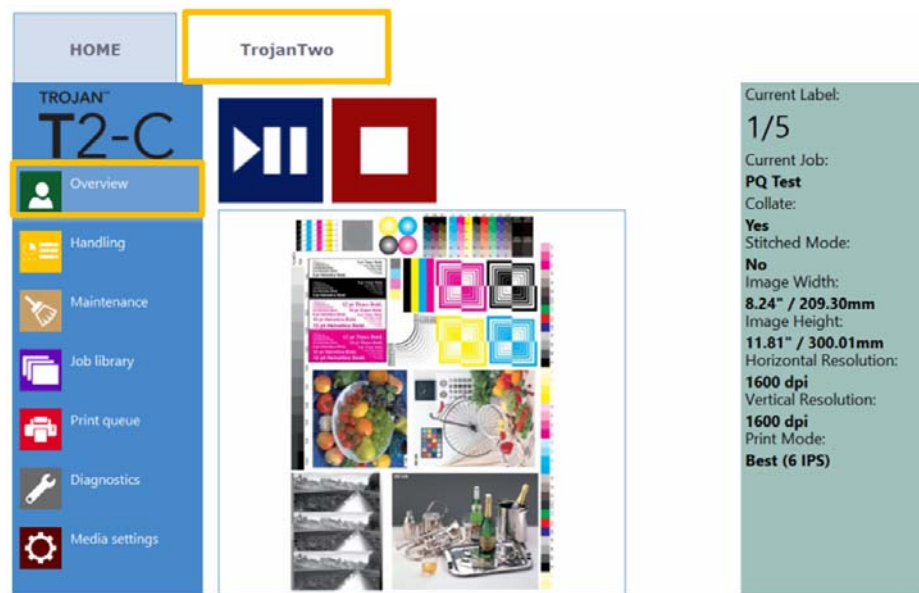 HOME
TrojanTwo
TROJAN™
T2-C
Overview
Handling
Maintenance
Job library
Print queue
Diagnostics
Media settings
Current Label:
1/5
Current Job:
PQ Test
Collate:
Yes
Stitched Mode:
No
Image Width:
8.24" / 209.30mm
Image Height:
11.81" / 300.01mm
Horizontal Resolution:
1600 dpi
Vertical Resolution:
1600 dpi
Print Mode:
Best (6 IPS)